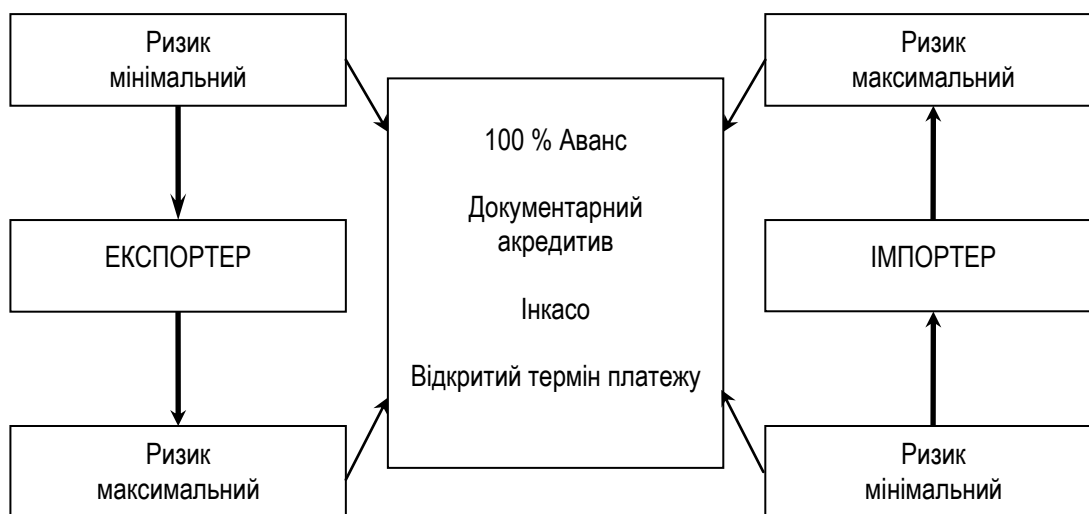 Ризик
мінімальний
ЕКСПОРТЕР
Ризик
максимальний
100 % Аванс
Документарний
акредитив
Інкасо
Відкритий термін платежу
Ризик
максимальний
ІМПОРТЕР
Ризик
мінімальний